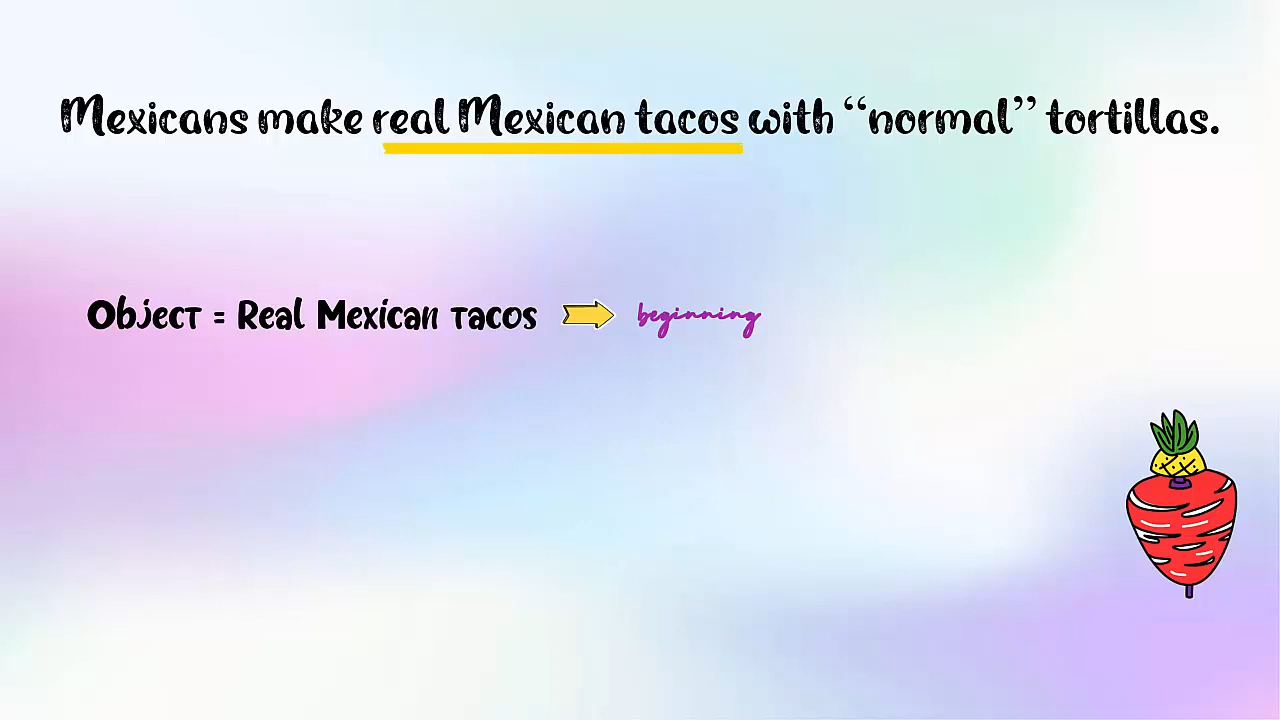 Mexicans make real Mexican tacos with “normal” tortillas.
Object = Real Mexican tacos beginning